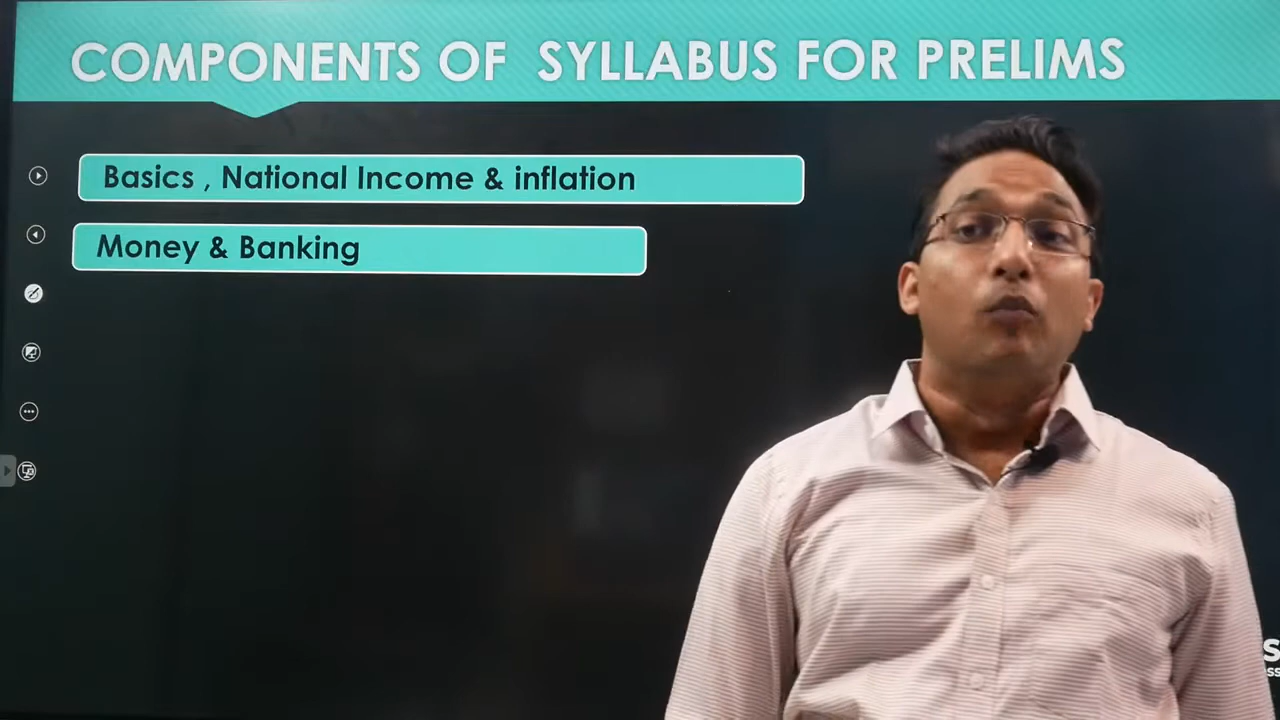 COMPONENTS OF SYLLABUS FOR PRELIMS
Basics , National Income & inflation
Money & Banking